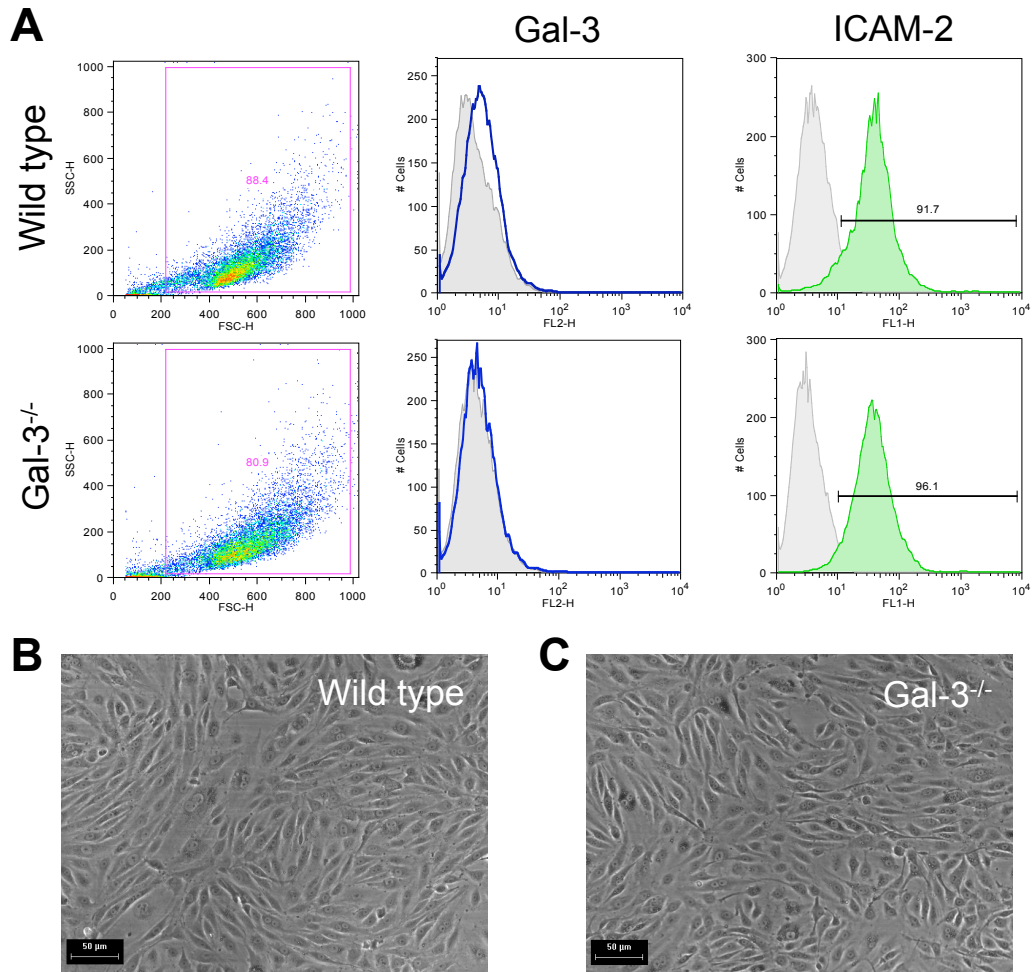 A
Gal-3
ICAM-2
Wild type
1000
800
600
400
200
0
SSC-H
88.4
0
200
400
600
800
1000
FSC-H
250
200
150
100
50
0
# Cells
10⁰
10¹
10²
10³
10⁴
FL2-H
300
200
100
0
# Cells
91.7
10⁰
10¹
10²
10³
10⁴
FL1-H
Gal-3⁻/⁻
1000
800
600
400
200
0
SSC-H
80.9
0
200
400
600
800
1000
FSC-H
250
200
150
100
50
0
# Cells
10⁰
10¹
10²
10³
10⁴
FL2-H
300
200
100
0
# Cells
96.1
10⁰
10¹
10²
10³
10⁴
FL1-H
B
Wild type
50 µm
C
Gal-3⁻/⁻
50 µm